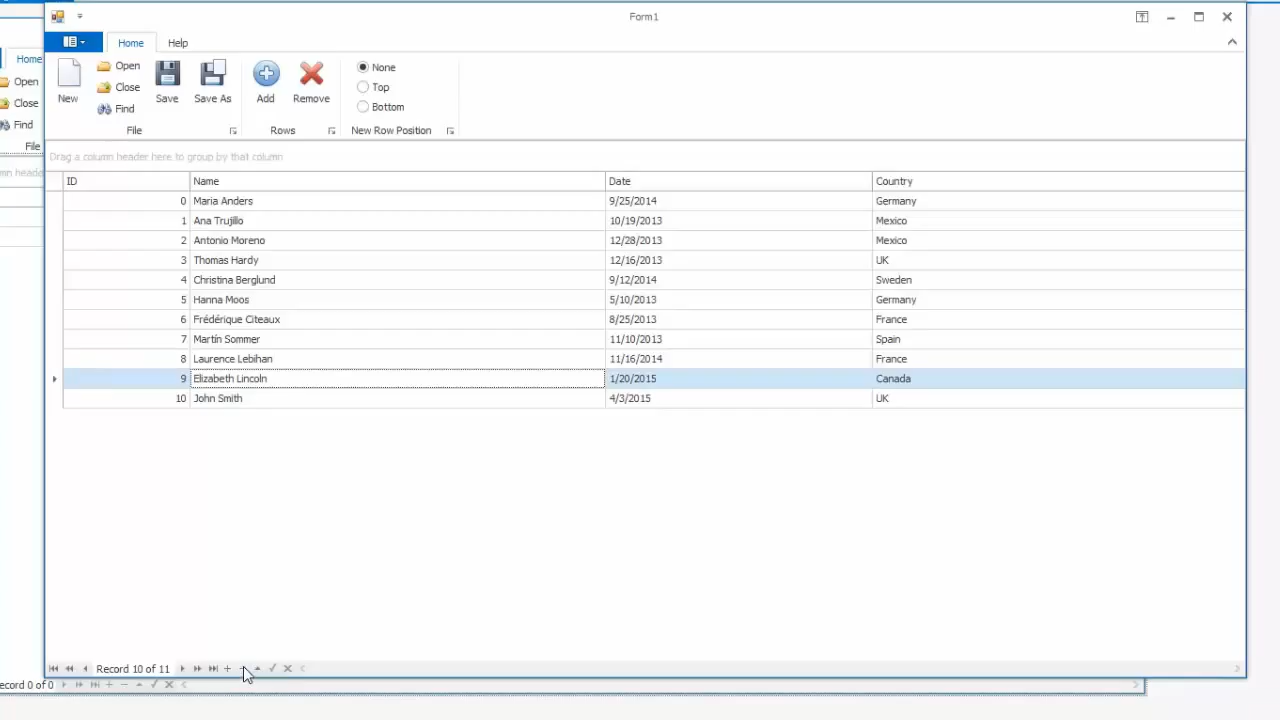 Form1
Home
Help
Home
New
Open
Close
Find
Save
Save As
Add
Remove
None
Top
Bottom
Open
Close
Find
File
Rows
New Row Position
File
Drag a column header here to group by that column
ID Name Date Country
0 Maria Anders 9/25/2014 Germany
1 Ana Trujillo 10/19/2013 Mexico
2 Antonio Moreno 12/28/2013 Mexico
3 Thomas Hardy 12/16/2013 UK
4 Christina Berglund 9/12/2014 Sweden
5 Hanna Moos 5/10/2013 Germany
6 Frédérique Citeaux 8/25/2013 France
7 Martín Sommer 11/10/2013 Spain
8 Laurence Lebihan 11/16/2014 France
9 Elizabeth Lincoln 1/20/2015 Canada
10 John Smith 4/3/2015 UK
Record 10 of 11
ecord 0 of 0